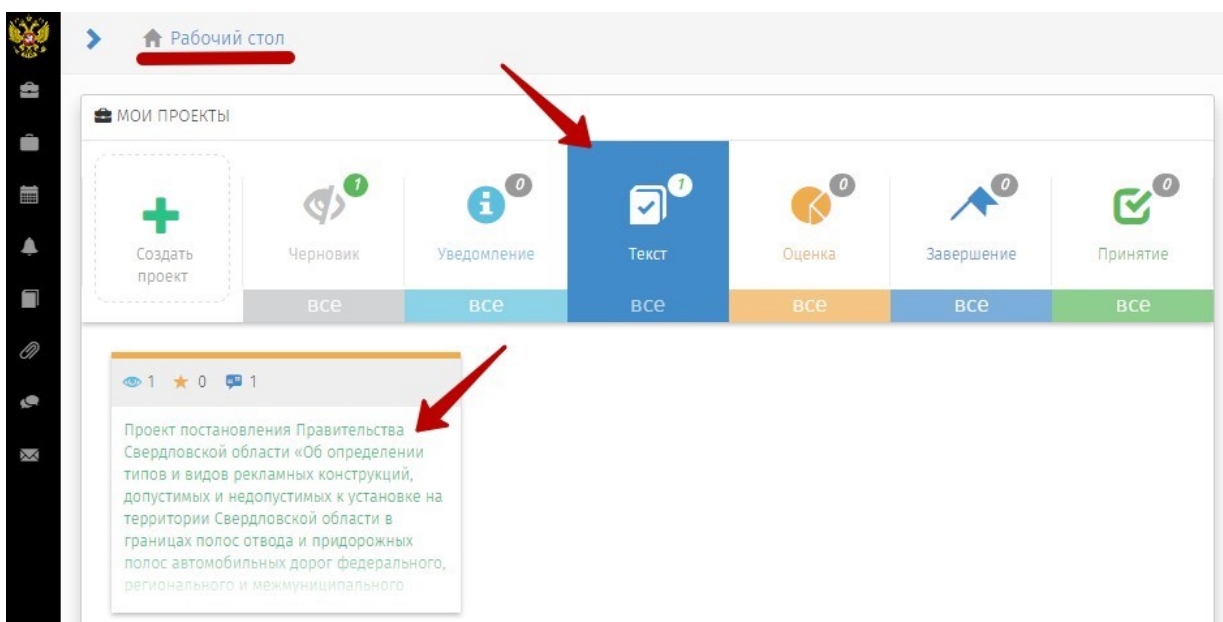 Рабочий стол
МОИ ПРОЕКТЫ
1
0
1
0
0
0
Создать
проект
Черновик
Уведомление
Текст
Оценка
Завершение
Принятие
все
все
все
все
все
все
1 0 1
Проект постановления Правительства
Свердловской области «Об определении
типов и видов рекламных конструкций,
допустимых и недопустимых к установке на
территории Свердловской области в
границах полос отвода и придорожных
полос автомобильных дорог федерального,
регионального и межмуниципального